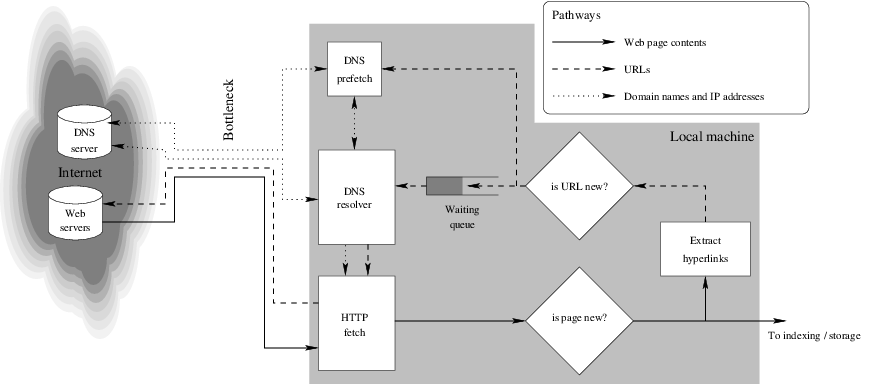 Pathways
Web page contents
URLs
Domain names and IP addresses
Bottleneck
DNS
prefetch
Local machine
DNS
server
Internet
Web
servers
DNS
resolver
Waiting
queue
is URL new?
Extract
hyperlinks
HTTP
fetch
is page new?
To indexing / storage